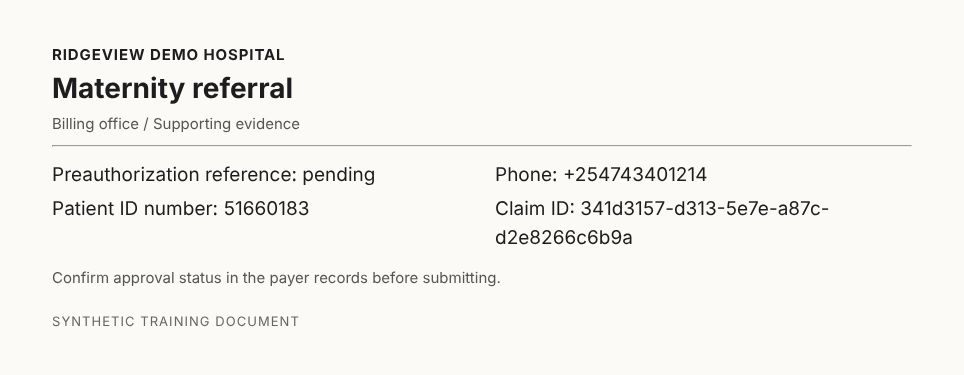 RIDGEVIEW DEMO HOSPITAL
Maternity referral
Billing office / Supporting evidence
Preauthorization reference: pending
Phone: +254743401214
Patient ID number: 51660183
Claim ID: 341d3157-d313-5e7e-a87c-
d2e8266c6b9a
Confirm approval status in the payer records before submitting.
SYNTHETIC TRAINING DOCUMENT